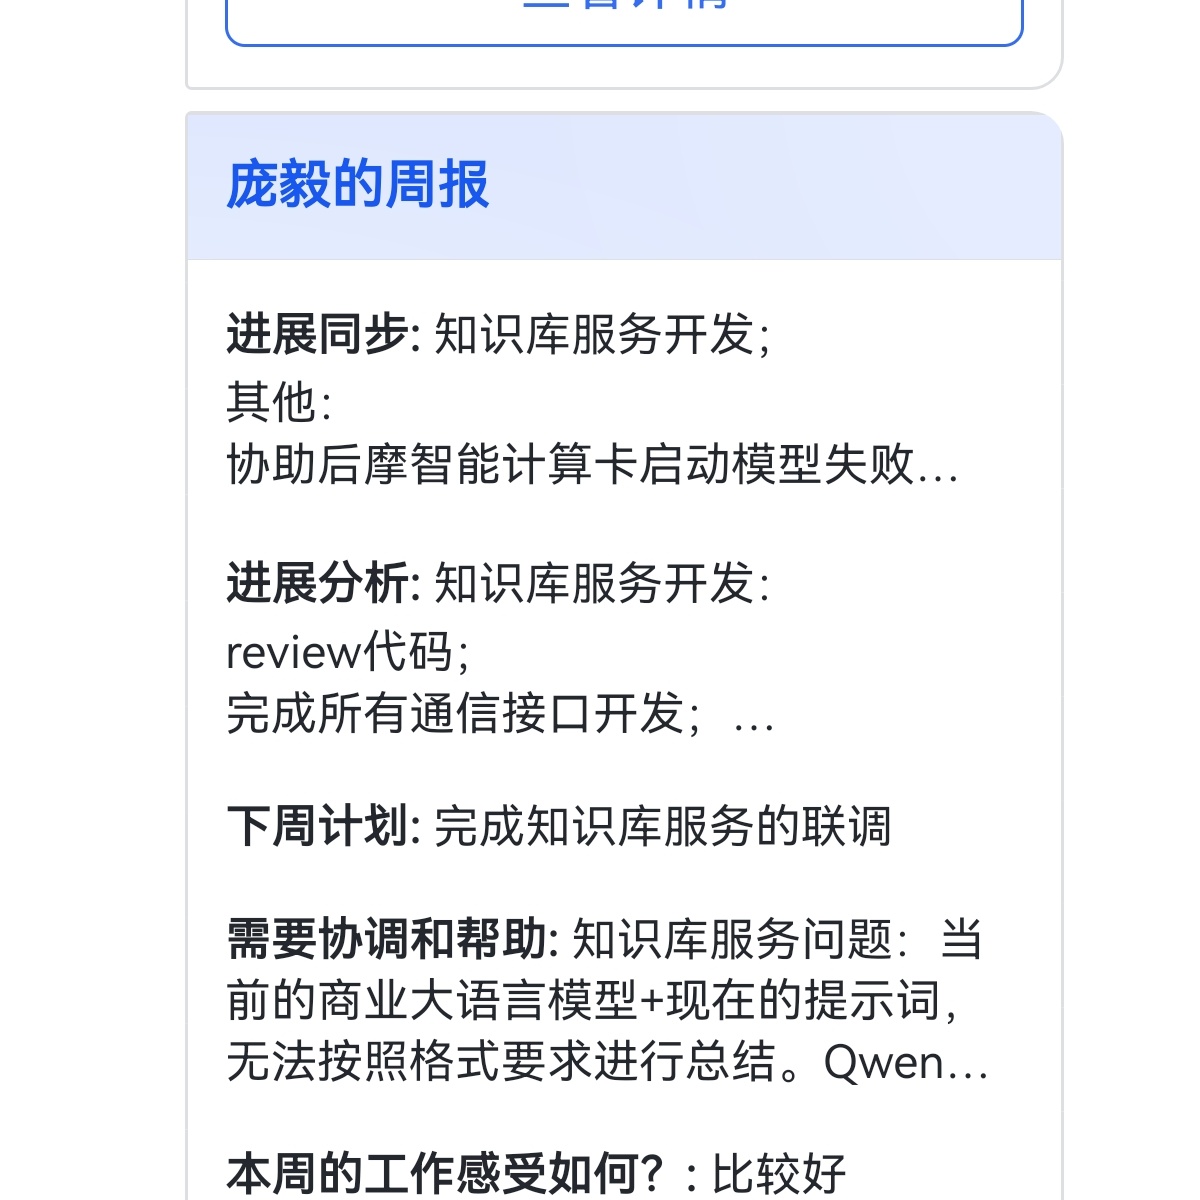 庞毅的周报
进展同步: 知识库服务开发；
其他：
协助后摩智能计算卡启动模型失败...
进展分析: 知识库服务开发：
review代码；
完成所有通信接口开发；...
下周计划: 完成知识库服务的联调
需要协调和帮助: 知识库服务问题：当
前的商业大语言模型+现在的提示词，
无法按照格式要求进行总结。Qwen...
本周的工作感受如何？: 比较好